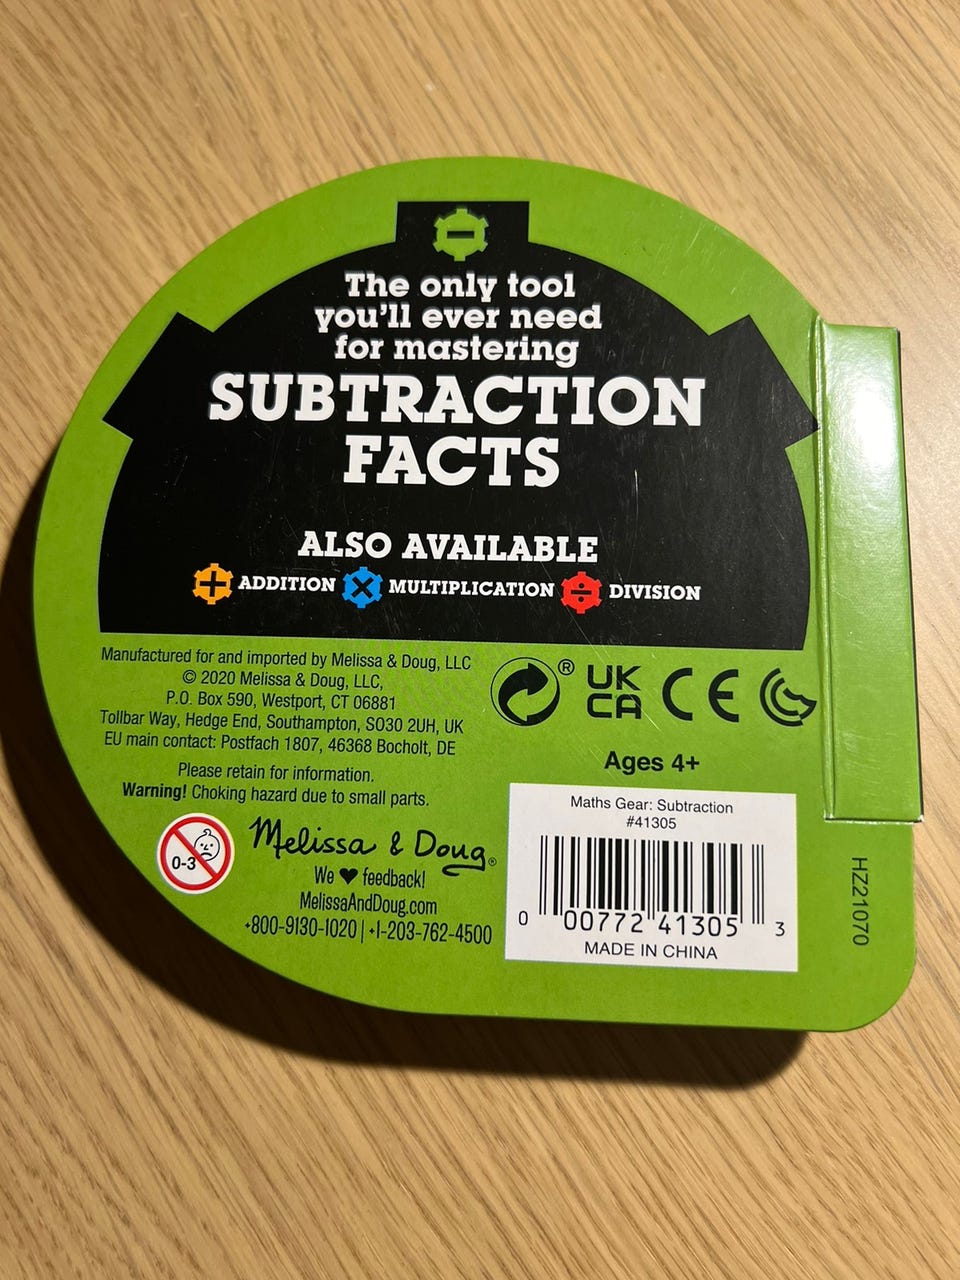 The only tool
you'll ever need
for mastering
SUBTRACTION
FACTS
ALSO AVAILABLE
ADDITION MULTIPLICATION DIVISION
Manufactured for and imported by Melissa & Doug, LLC
© 2020 Melissa & Doug, LLC,
P.O. Box 590, Westport, CT 06881
Tollbar Way, Hedge End, Southampton, SO30 2UH, UK
EU main contact: Postfach 1807, 46368 Bocholt, DE
Please retain for information.
Warning! Choking hazard due to small parts.
0-3
Melissa & Doug®
We ♥ feedback!
MelissaAndDoug.com
+800-9130-1020 | +1-203-762-4500
®
UK
CA
CE
Ages 4+
Maths Gear: Subtraction
#41305
0 00772 41305 3
MADE IN CHINA
HZ21070